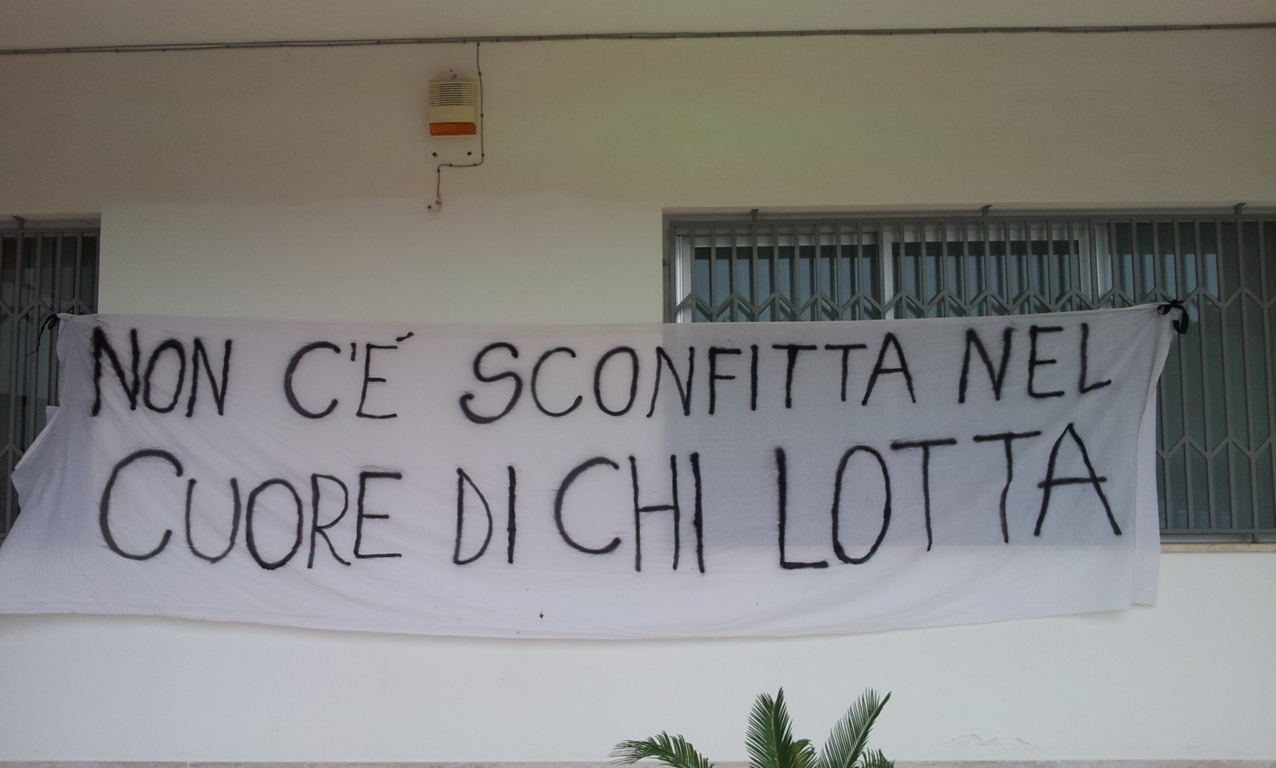 NON C'É SCONFITTA NEL
CUORE DI CHI LOTTA